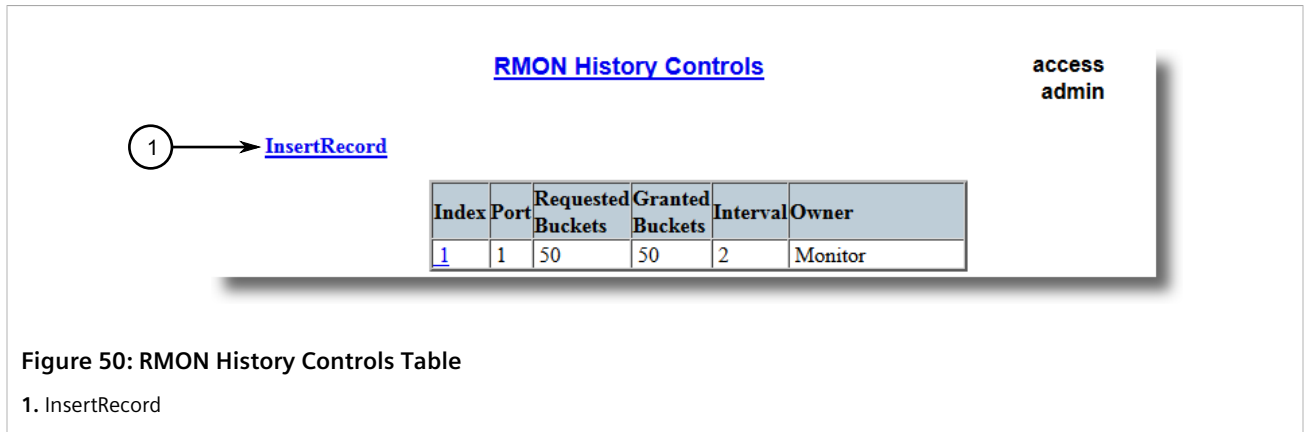 RMON History Controls
access
admin
1
InsertRecord
Index Port Requested Buckets Granted Buckets Interval Owner
1 1 50 50 2 Monitor
Figure 50: RMON History Controls Table
1. InsertRecord